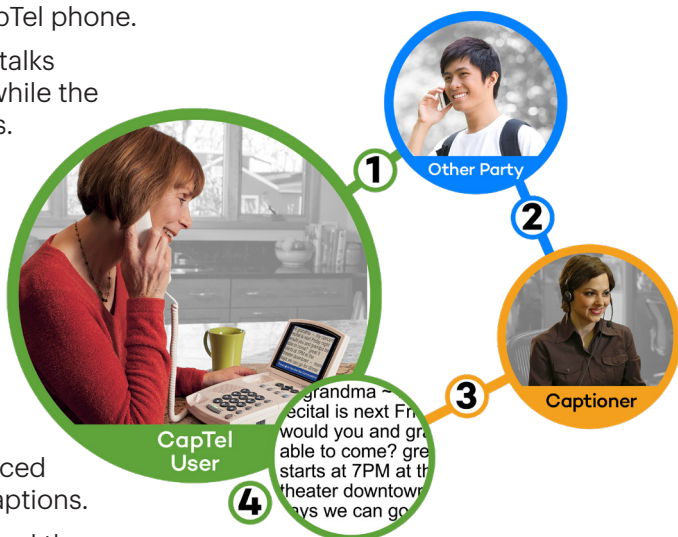 pTel phone.
talks
while the
s.
1
Other Party
2
Captioner
3
CapTel
User
grandma ~
ecital is next Fri
would you and gra
able to come? gre
starts at 7PM at th
theater downtown
ays we can go
4
ced
aptions.